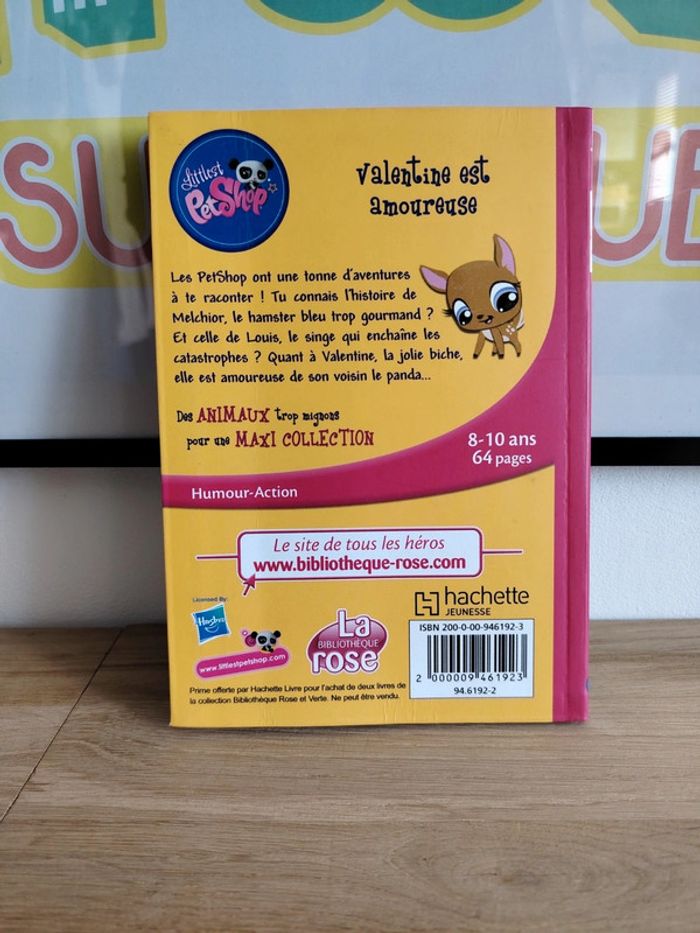 SU
UE
Littlest
PetShop
Valentine est
amoureuse
Les PetShop ont une tonne d'aventures
à te raconter ! Tu connais l'histoire de
Melchior, le hamster bleu trop gourmand ?
Et celle de Louis, le singe qui enchaîne les
catastrophes ? Quant à Valentine, la jolie biche,
elle est amoureuse de son voisin le panda...
Des ANIMAUX trop mignons
pour une MAXI COLLECTION
8-10 ans
64 pages
Humour-Action
Le site de tous les héros
www.bibliotheque-rose.com
Licensed By:
Hasbro
www.littlestpetshop.com
La
BIBLIOTHÈQUE
rose
hachette
JEUNESSE
ISBN 200-0-00-946192-3
2 000009 461923
94.6192-2
Prime offerte par Hachette Livre pour l'achat de deux livres de
la collection Bibliothèque Rose et Verte. Ne peut être vendu.